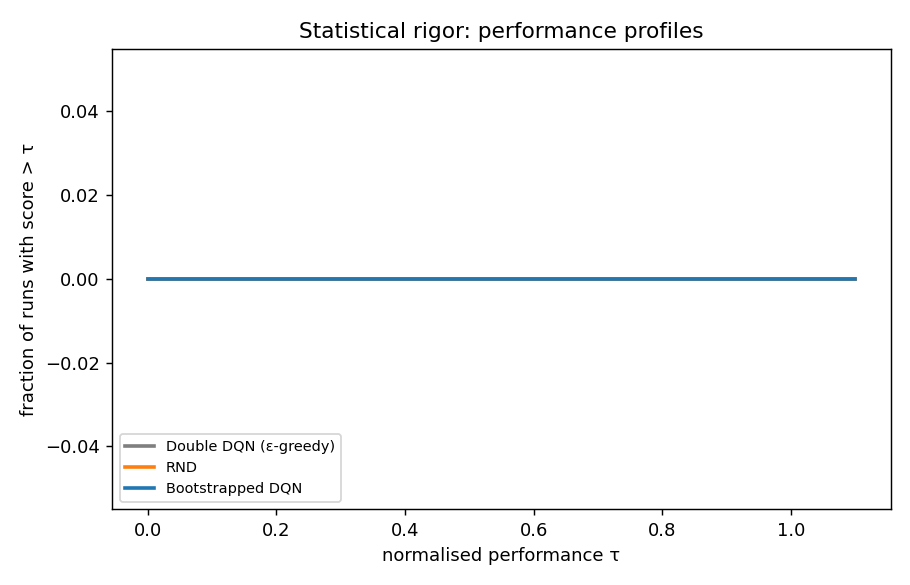 Statistical rigor: performance profiles
fraction of runs with score > τ
0.04
0.02
0.00
−0.02
−0.04
Double DQN (ε-greedy)
RND
Bootstrapped DQN
0.0 0.2 0.4 0.6 0.8 1.0
normalised performance τ